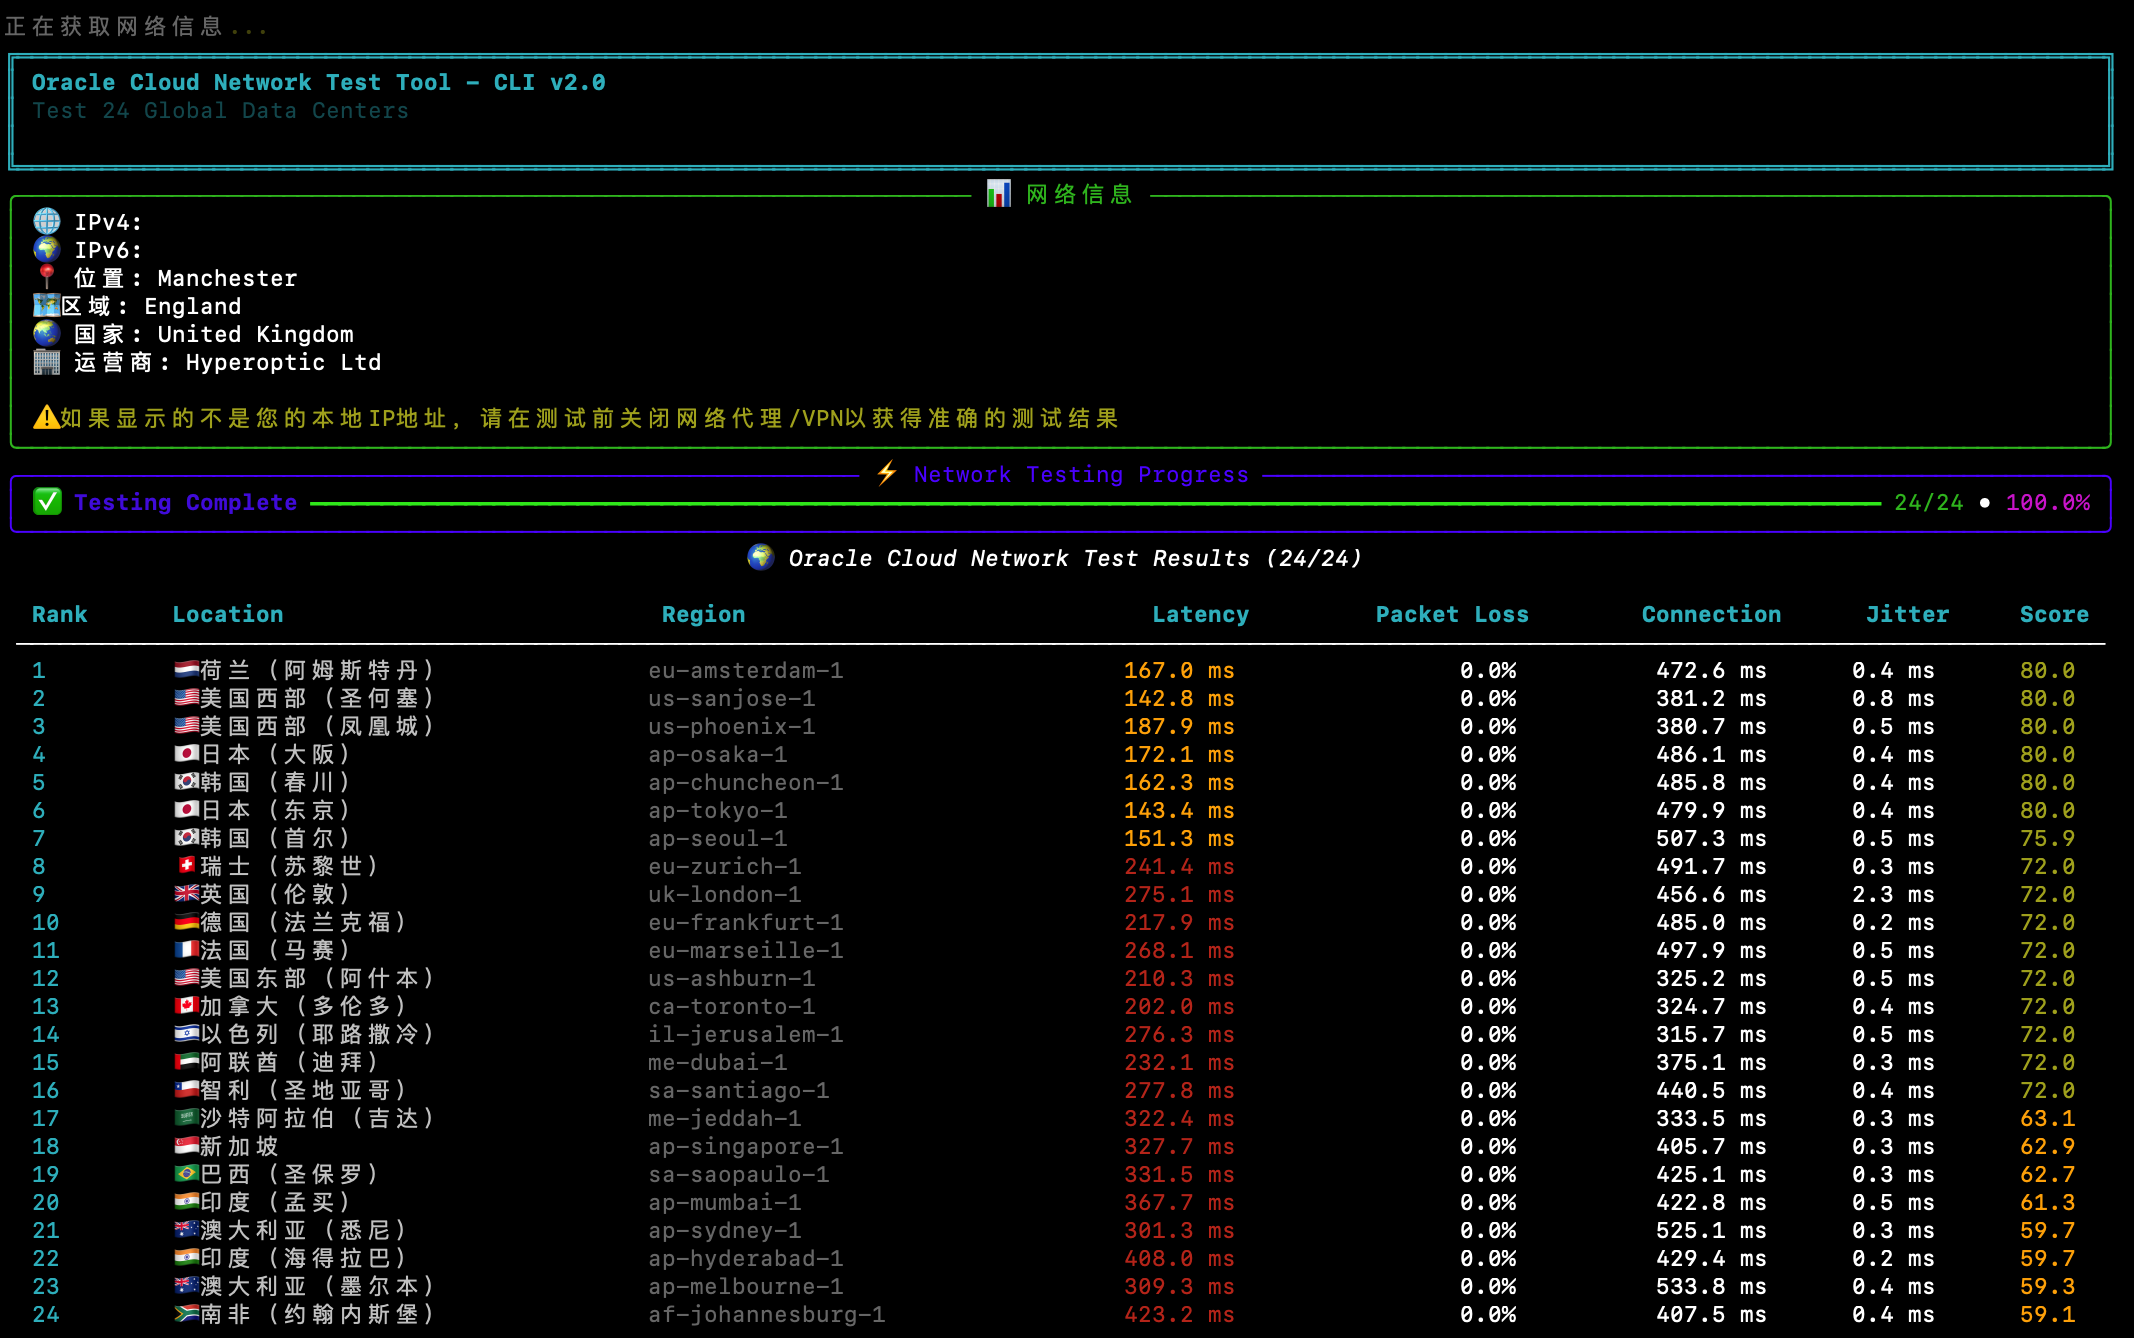 正在获取网络信息...
Oracle Cloud Network Test Tool - CLI v2.0
Test 24 Global Data Centers
📊 网络信息
🌐 IPv4:
🌍 IPv6:
📍 位置: Manchester
🗺️区域: England
🌏 国家: United Kingdom
🏢 运营商: Hyperoptic Ltd
⚠️如果显示的不是您的本地IP地址, 请在测试前关闭网络代理/VPN以获得准确的测试结果
⚡ Network Testing Progress
✅ Testing Complete 24/24 • 100.0%
🌍 Oracle Cloud Network Test Results (24/24)
Rank Location Region Latency Packet Loss Connection Jitter Score
1 🇳🇱荷兰 (阿姆斯特丹) eu-amsterdam-1 167.0 ms 0.0% 472.6 ms 0.4 ms 80.0
2 🇺🇸美国西部 (圣何塞) us-sanjose-1 142.8 ms 0.0% 381.2 ms 0.8 ms 80.0
3 🇺🇸美国西部 (凤凰城) us-phoenix-1 187.9 ms 0.0% 380.7 ms 0.5 ms 80.0
4 🇯🇵日本 (大阪) ap-osaka-1 172.1 ms 0.0% 486.1 ms 0.4 ms 80.0
5 🇰🇷韩国 (春川) ap-chuncheon-1 162.3 ms 0.0% 485.8 ms 0.4 ms 80.0
6 🇯🇵日本 (东京) ap-tokyo-1 143.4 ms 0.0% 479.9 ms 0.4 ms 80.0
7 🇰🇷韩国 (首尔) ap-seoul-1 151.3 ms 0.0% 507.3 ms 0.5 ms 75.9
8 🇨🇭瑞士 (苏黎世) eu-zurich-1 241.4 ms 0.0% 491.7 ms 0.3 ms 72.0
9 🇬🇧英国 (伦敦) uk-london-1 275.1 ms 0.0% 456.6 ms 2.3 ms 72.0
10 🇩🇪德国 (法兰克福) eu-frankfurt-1 217.9 ms 0.0% 485.0 ms 0.2 ms 72.0
11 🇫🇷法国 (马赛) eu-marseille-1 268.1 ms 0.0% 497.9 ms 0.5 ms 72.0
12 🇺🇸美国东部 (阿什本) us-ashburn-1 210.3 ms 0.0% 325.2 ms 0.5 ms 72.0
13 🇨🇦加拿大 (多伦多) ca-toronto-1 202.0 ms 0.0% 324.7 ms 0.4 ms 72.0
14 🇮🇱以色列 (耶路撒冷) il-jerusalem-1 276.3 ms 0.0% 315.7 ms 0.5 ms 72.0
15 🇦🇪阿联酋 (迪拜) me-dubai-1 232.1 ms 0.0% 375.1 ms 0.3 ms 72.0
16 🇨🇱智利 (圣地亚哥) sa-santiago-1 277.8 ms 0.0% 440.5 ms 0.4 ms 72.0
17 🇸🇦沙特阿拉伯 (吉达) me-jeddah-1 322.4 ms 0.0% 333.5 ms 0.3 ms 63.1
18 🇸🇬新加坡 ap-singapore-1 327.7 ms 0.0% 405.7 ms 0.3 ms 62.9
19 🇧🇷巴西 (圣保罗) sa-saopaulo-1 331.5 ms 0.0% 425.1 ms 0.3 ms 62.7
20 🇮🇳印度 (孟买) ap-mumbai-1 367.7 ms 0.0% 422.8 ms 0.5 ms 61.3
21 🇦🇺澳大利亚 (悉尼) ap-sydney-1 301.3 ms 0.0% 525.1 ms 0.3 ms 59.7
22 🇮🇳印度 (海得拉巴) ap-hyderabad-1 408.0 ms 0.0% 429.4 ms 0.2 ms 59.7
23 🇦🇺澳大利亚 (墨尔本) ap-melbourne-1 309.3 ms 0.0% 533.8 ms 0.4 ms 59.3
24 🇿🇦南非 (约翰内斯堡) af-johannesburg-1 423.2 ms 0.0% 407.5 ms 0.4 ms 59.1